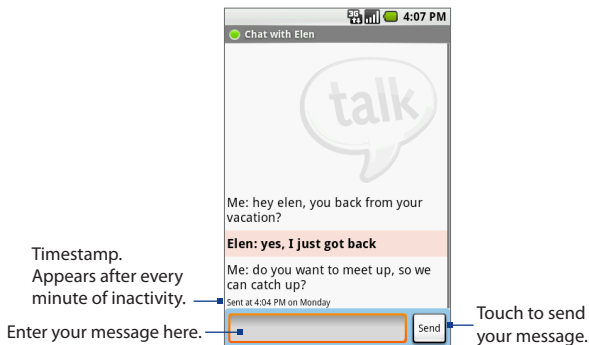 3G
4:07 PM
Chat with Elen
talk
Me: hey elen, you back from your
vacation?
Elen: yes, I just got back
Me: do you want to meet up, so we
can catch up?
Sent at 4:04 PM on Monday
Send
Timestamp.
Appears after every
minute of inactivity.
Enter your message here.
Touch to send
your message.